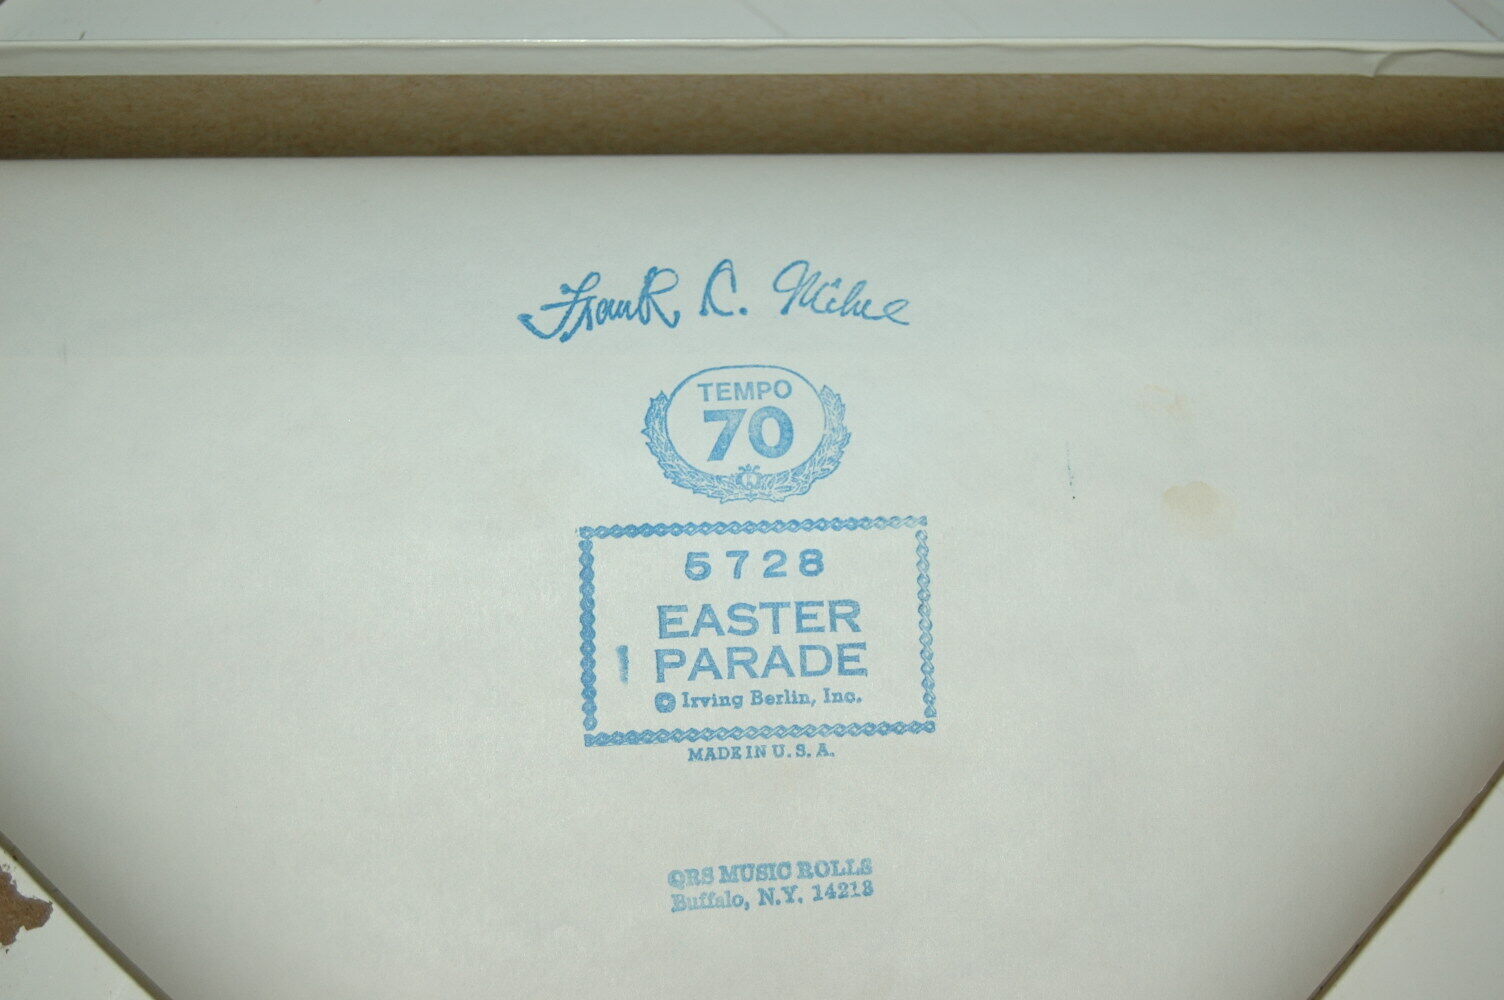 Frank C. Milne
TEMPO
70
5728
EASTER
1 PARADE
© Irving Berlin, Inc.
MADE IN U.S.A.
QRS MUSIC ROLLS
Buffalo, N.Y. 14213